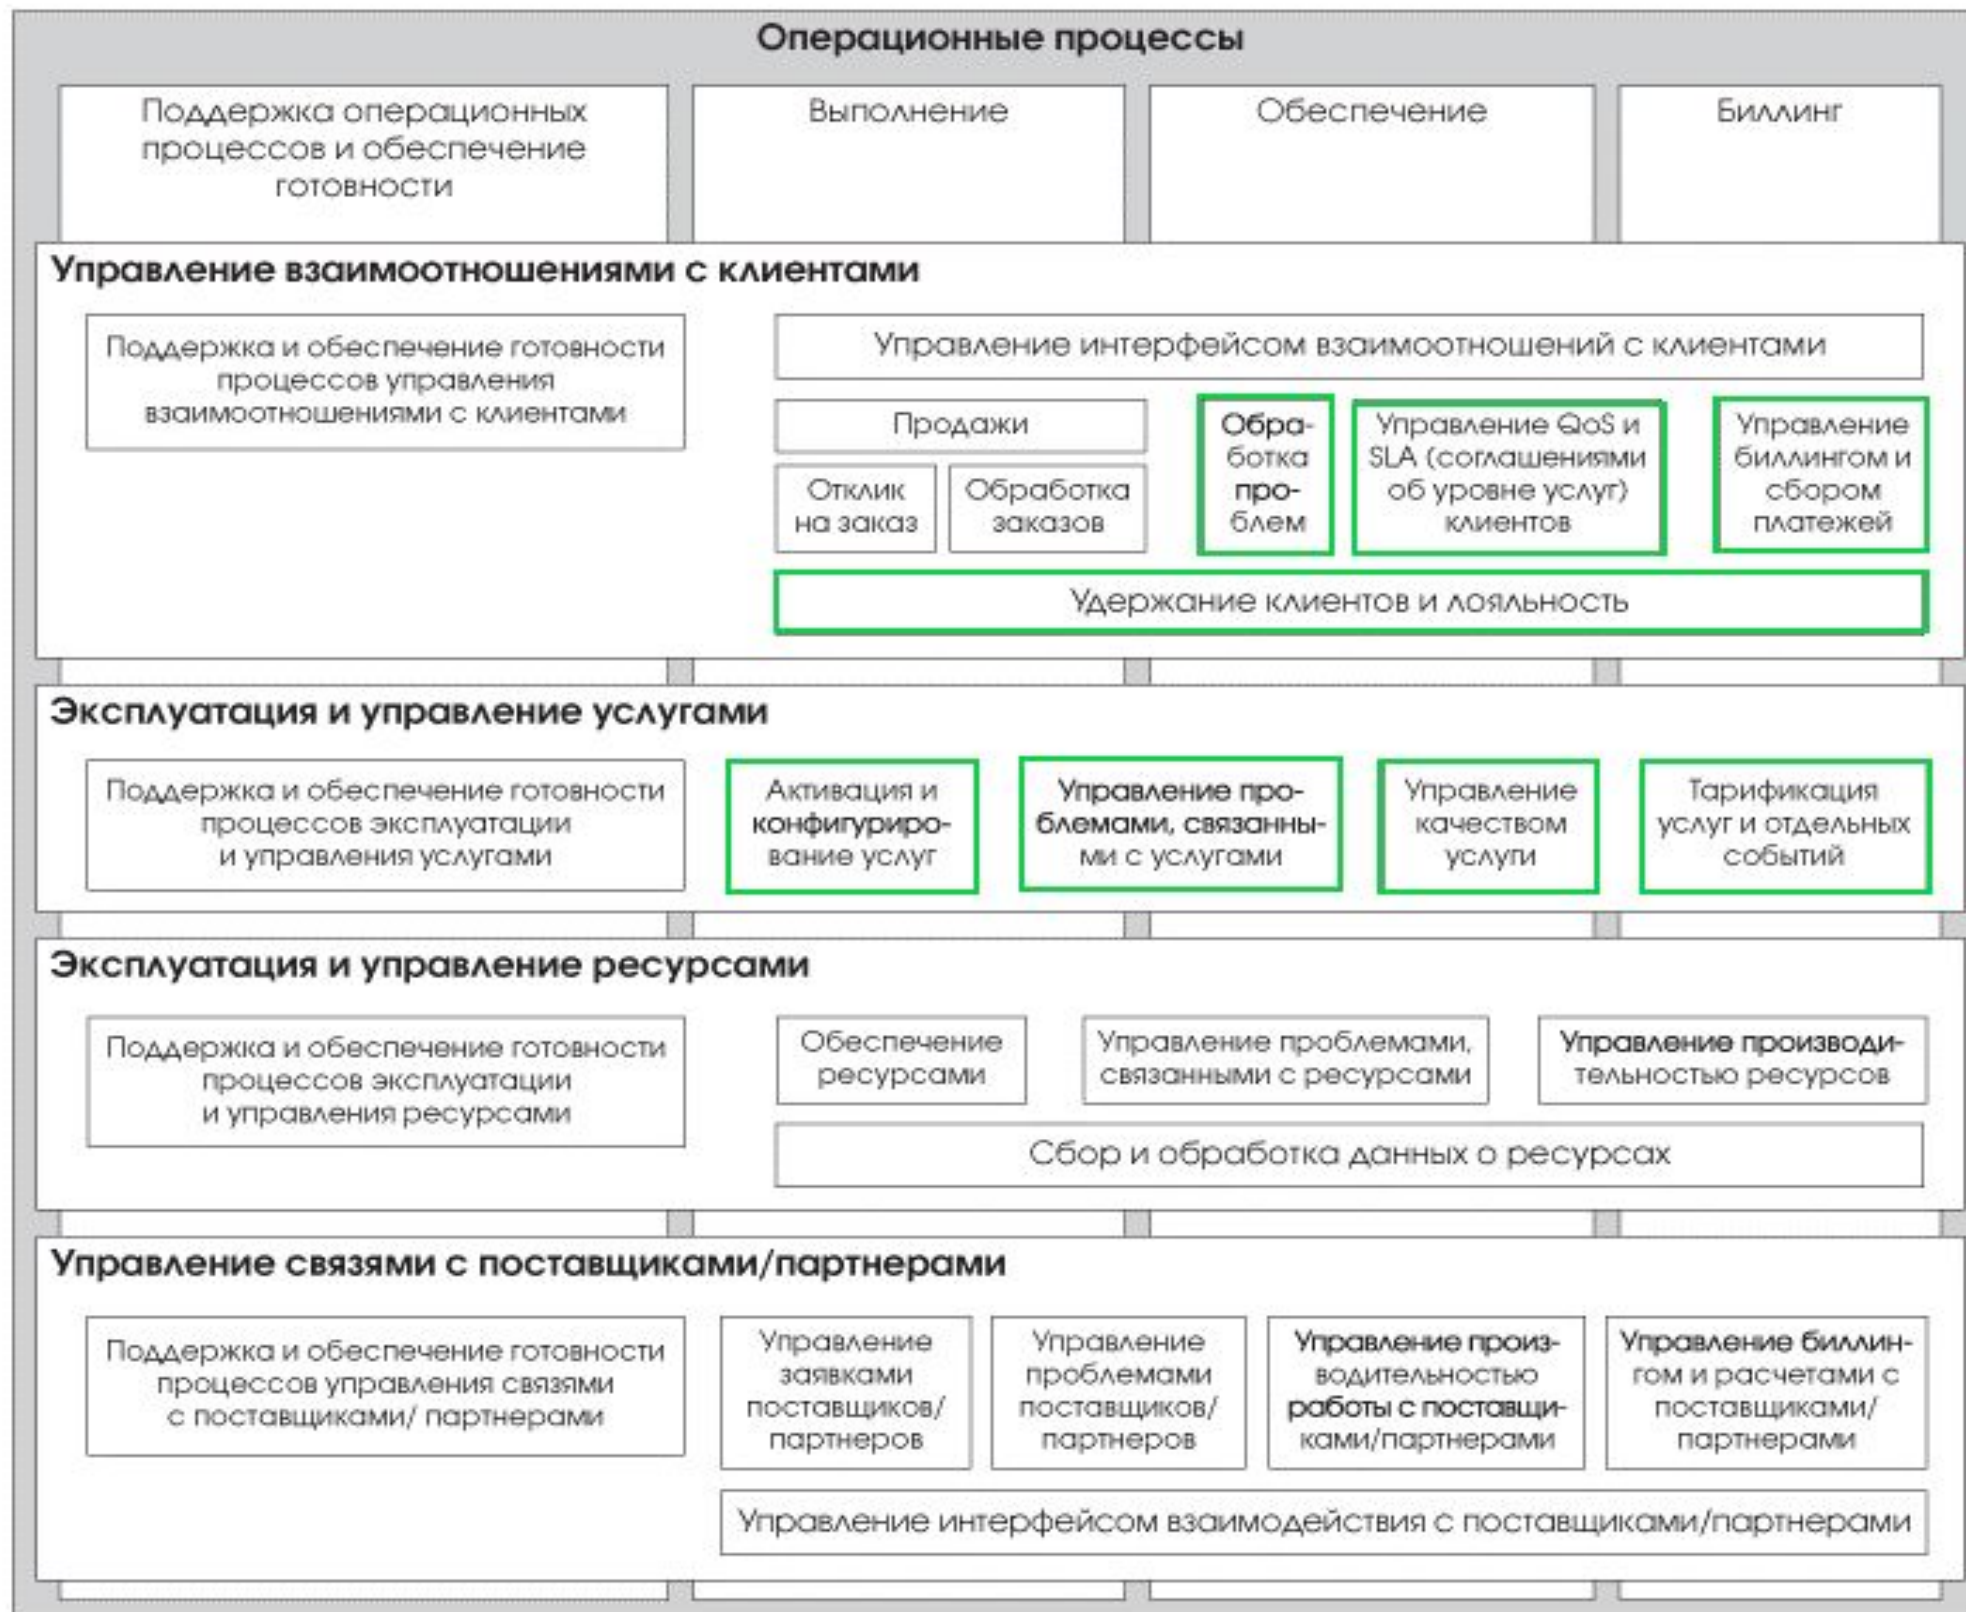 Операционные процессы
Поддержка операционных
процессов и обеспечение
готовности
Выполнение
Обеспечение
Биллинг
Управление взаимоотношениями с клиентами
Поддержка и обеспечение готовности
процессов управления
взаимоотношениями с клиентами
Управление интерфейсом взаимоотношений с клиентами
Продажи
Отклик
на заказ
Обработка
заказов
Обра-
ботка
про-
блем
Управление QoS и
SLA (соглашениями
об уровне услуг)
клиентов
Управление
биллингом и
сбором
платежей
Удержание клиентов и лояльность
Эксплуатация и управление услугами
Поддержка и обеспечение готовности
процессов эксплуатации
и управления услугами
Активация и
конфигуриро-
вание услуг
Управление про-
блемами, связанны-
ми с услугами
Управление
качеством
услуги
Тарификация
услуг и отдельных
событий
Эксплуатация и управление ресурсами
Поддержка и обеспечение готовности
процессов эксплуатации
и управления ресурсами
Обеспечение
ресурсами
Управление проблемами,
связанными с ресурсами
Управление производи-
тельностью ресурсов
Сбор и обработка данных о ресурсах
Управление связями с поставщиками/партнерами
Поддержка и обеспечение готовности
процессов управления связями
с поставщиками/ партнерами
Управление
заявками
поставщиков/
партнеров
Управление
проблемами
поставщиков/
партнеров
Управление произ-
водительностью
работы с поставщи-
ками/партнерами
Управление биллин-
гом и расчетами с
поставщиками/
партнерами
Управление интерфейсом взаимодействия с поставщиками/партнерами